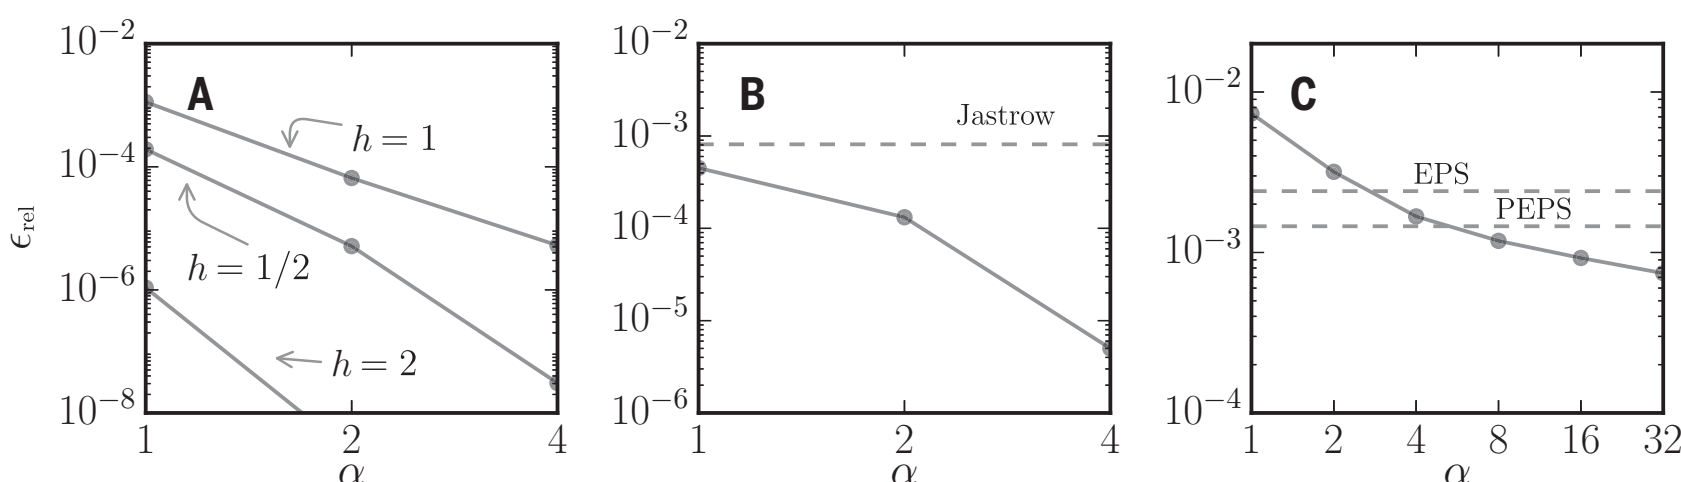 ϵrel
10−2
10−4
10−6
10−8
A
h = 1
h = 1/2
h = 2
1 2 4
α
10−2
10−3
10−4
10−5
10−6
B
Jastrow
1 2 4
α
10−2
10−3
10−4
C
EPS
PEPS
1 2 4 8 16 32
α